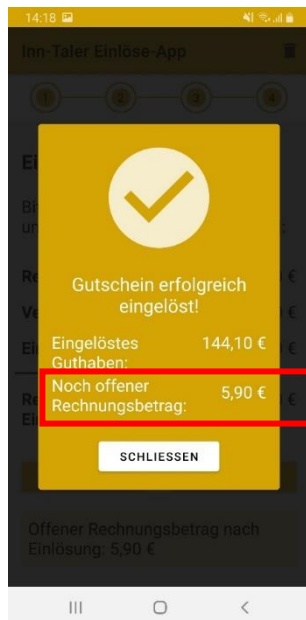 14:18
Inn-Taler Einlöse-App
1 2 3 4
Gutschein erfolgreich
eingelöst!
Eingelöstes 144,10 €
Guthaben:
Noch offener 5,90 €
Rechnungsbetrag:
SCHLIESSEN
Offener Rechnungsbetrag nach
Einlösung: 5,90 €